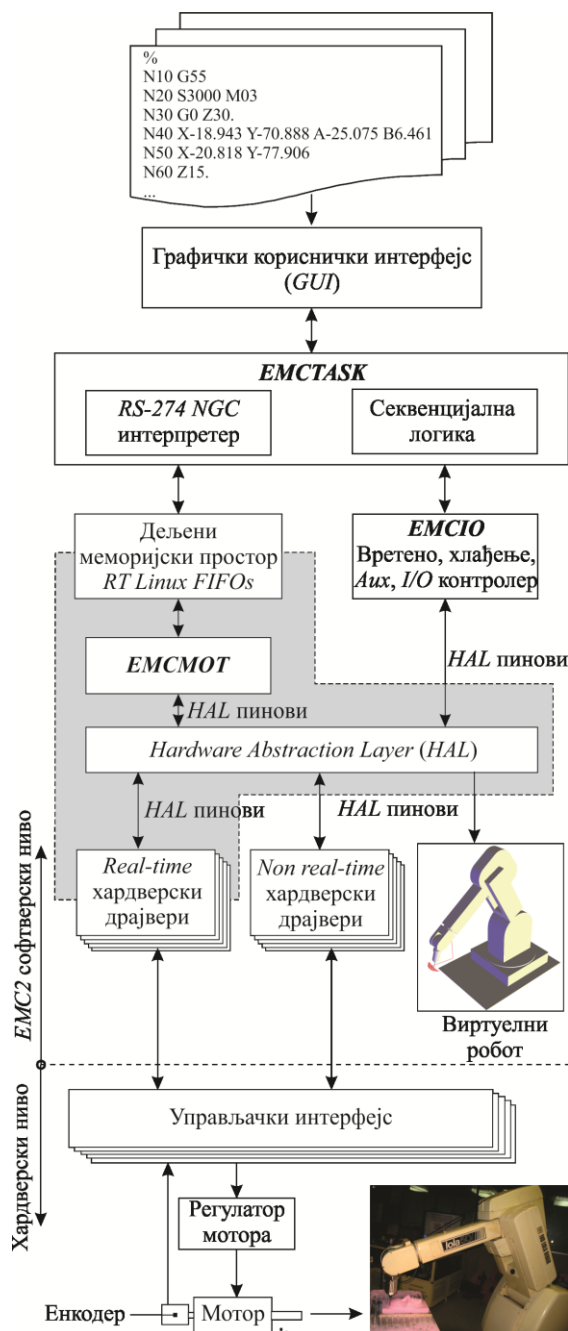 %
N10 G55
N20 S3000 M03
N30 G0 Z30.
N40 X-18.943 Y-70.888 A-25.075 B6.461
N50 X-20.818 Y-77.906
N60 Z15.
...
Графички кориснички интерфејс
(GUI)
EMCTASK
RS-274 NGC
интерпретер
Секвенцијална
логика
Дељени
меморијски простор
RT Linux FIFOs
EMCIO
Вретено, хлађење,
Aux, I/O контролер
EMCMOT
HAL пинови
HAL пинови
Hardware Abstraction Layer (HAL)
HAL пинови
HAL пинови
Real-time
хардверски
драјвери
Non real-time
хардверски
драјвери
Виртуелни
робот
EMC2 софтверски ниво
Хардверски ниво
Управљачки интерфејс
Регулатор
мотора
Енкодер
Мотор